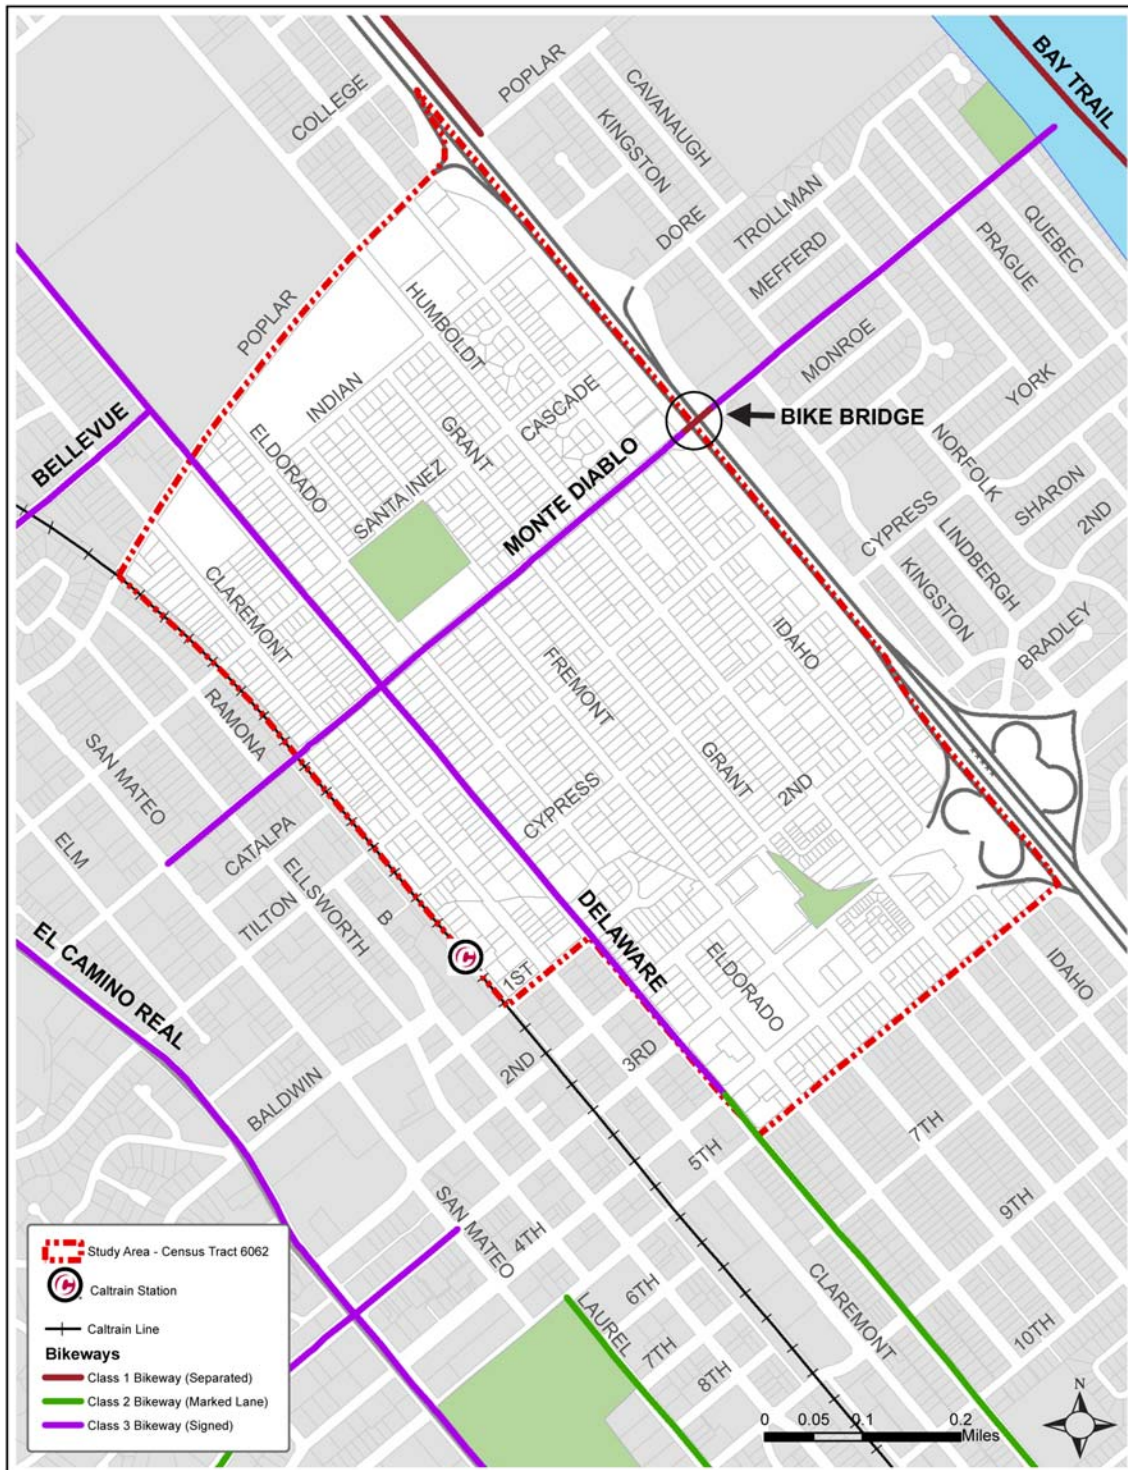 BAY TRAIL
POPLAR
COLLEGE
CAVANAUGH
KINGSTON
DORE
TROLLMAN
MEFFERD
QUEBEC
PRAGUE
POPLAR
HUMBOLDT
MONROE
INDIAN
CASCADE
YORK
BELLEVUE
ELDORADO
GRANT
BIKE BRIDGE
SANTA INEZ
MONTE DIABLO
NORFOLK
SHARON
2ND
CYPRESS
LINDBERGH
KINGSTON
CLAREMONT
BRADLEY
IDAHO
FREMONT
RAMONA
SAN MATEO
GRANT
2ND
CYPRESS
CATALPA
ELM
ELLSWORTH
TILTON
B
DELAWARE
EL CAMINO REAL
C
1ST
ELDORADO
IDAHO
2ND
3RD
BALDWIN
7TH
5TH
9TH
SAN MATEO
4TH
CLAREMONT
6TH
LAUREL
7TH
8TH
10TH
Study Area - Census Tract 6062
C
Caltrain Station
Caltrain Line
Bikeways
Class 1 Bikeway (Separated)
Class 2 Bikeway (Marked Lane)
Class 3 Bikeway (Signed)
N
0 0.05 0.1 0.2
Miles